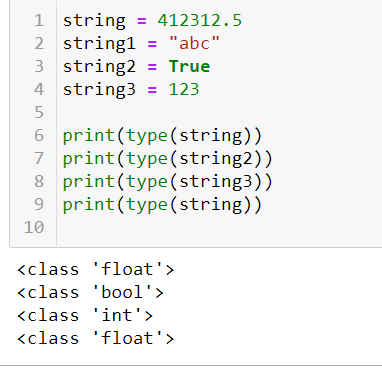 1 string = 412312.5
2 string1 = "abc"
3 string2 = True
4 string3 = 123
5
6 print(type(string))
7 print(type(string2))
8 print(type(string3))
9 print(type(string))
10
<class 'float'>
<class 'bool'>
<class 'int'>
<class 'float'>